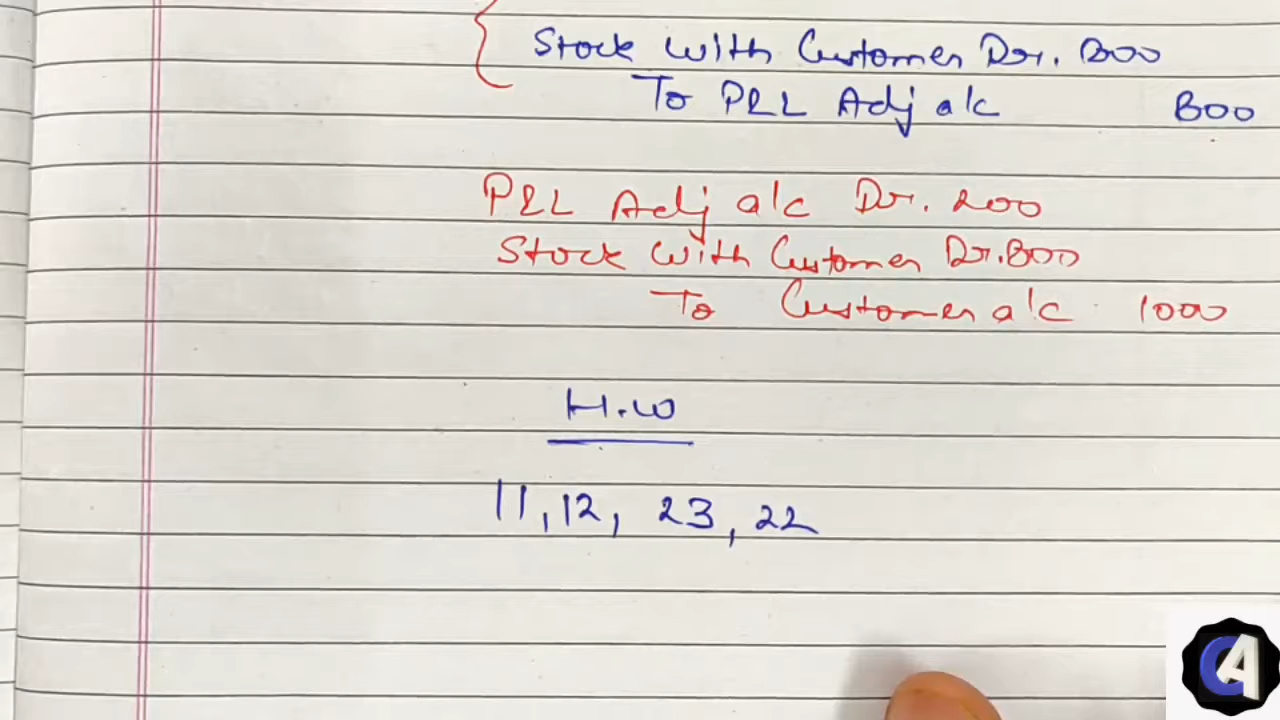 Stock with Customer Dr. 800
To P&L Adj a/c 800
P&L Adj a/c Dr. 200
Stock with Customer Dr. 800
To Customer a/c 1000
H.W
11, 12, 23, 22
CA